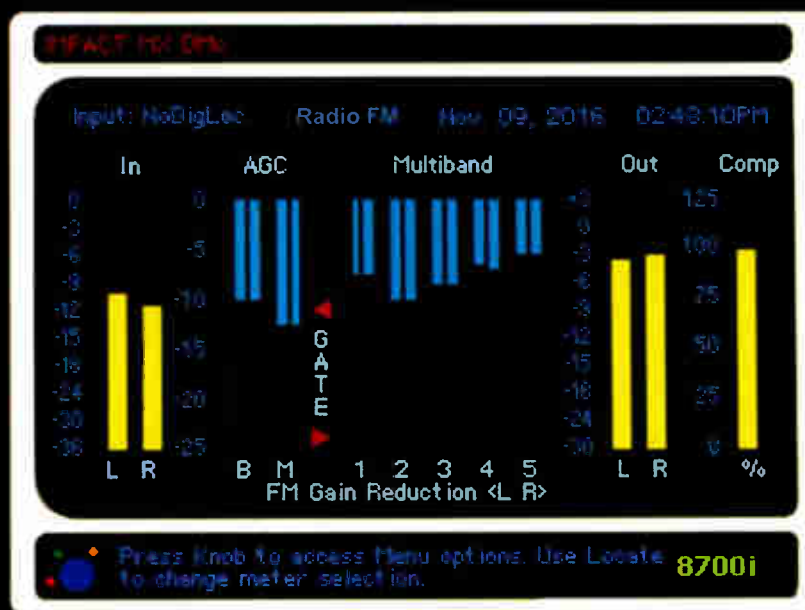 IMPACT MX DMX
Input: NoDigLoc Radio FM Nov. 09, 2016 02:48:10PM
In AGC Multiband Out Comp
0 0 +3 125
-3 0
-6 -5 -3 100
-9 -6
-12 -10 -9 75
-15 -12
-18 -15 -15 50
-24 -18
-30 -20 -24 25
-36 -25 -30 0
GATE
L R B M 1 2 3 4 5 L R %
FM Gain Reduction <L R>
Press Knob to access Menu options. Use Locate
to change meter selection.
8700i